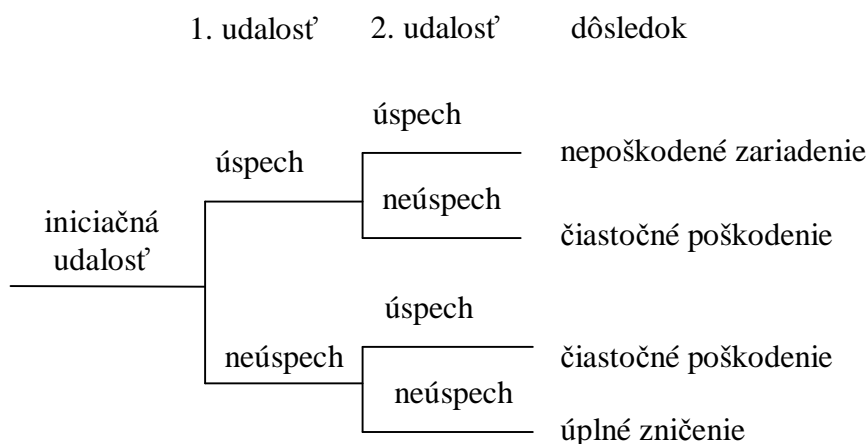 1. udalosť 2. udalosť dôsledok
úspech
nepoškodené zariadenie
úspech
neúspech
iniciačná
udalosť
čiastočné poškodenie
úspech
neúspech
čiastočné poškodenie
neúspech
úplné zničenie